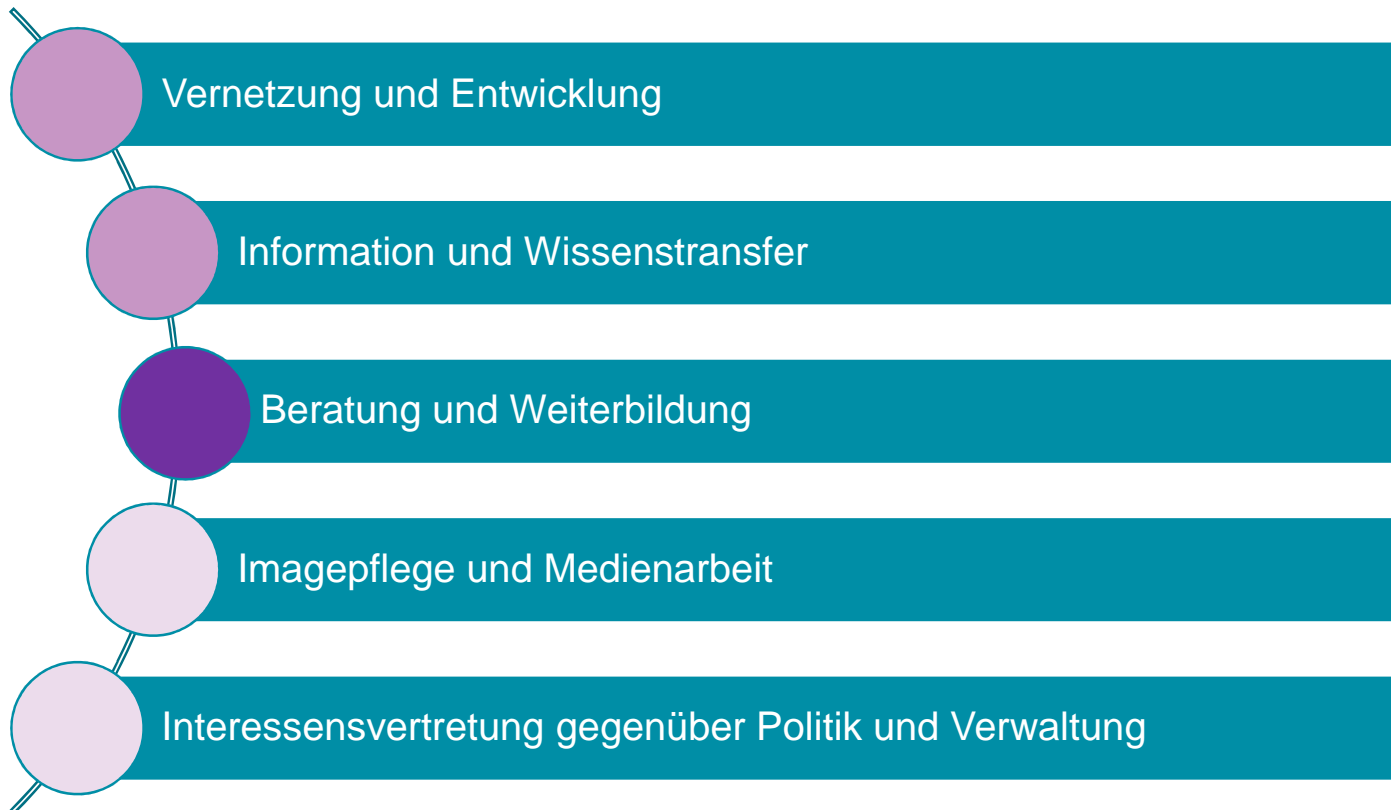 Vernetzung und Entwicklung
Information und Wissenstransfer
Beratung und Weiterbildung
Imagepflege und Medienarbeit
Interessensvertretung gegenüber Politik und Verwaltung